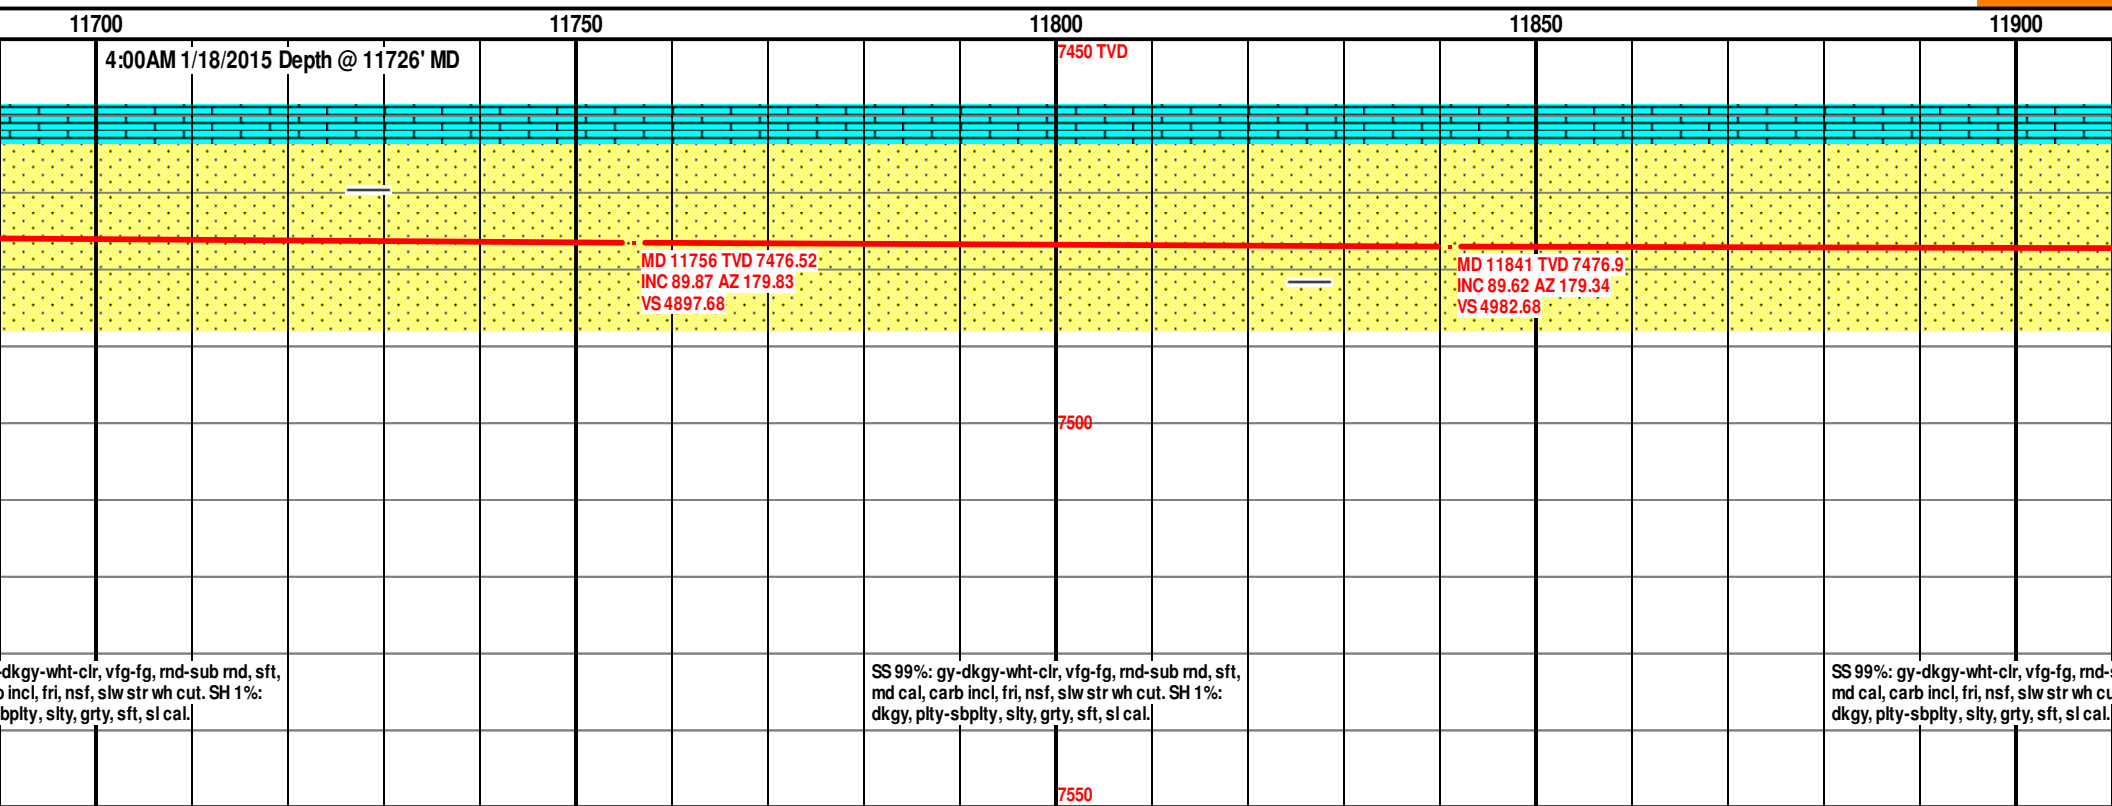 11700 11750 11800 11850 11900
4:00AM 1/18/2015 Depth @ 11726' MD
7450 TVD
MD 11756 TVD 7476.52
INC 89.87 AZ 179.83
VS 4897.68
MD 11841 TVD 7476.9
INC 89.62 AZ 179.34
VS 4982.68
7500
-dkgy-wht-clr, vfg-fg, rnd-sub rnd, sft,
incl, fri, nsf, slw str wh cut. SH 1%:
bplty, slty, grty, sft, sl cal.
SS 99%: gy-dkgy-wht-clr, vfg-fg, rnd-sub rnd, sft,
md cal, carb incl, fri, nsf, slw str wh cut. SH 1%:
dkgy, plty-sbplty, slty, grty, sft, sl cal.
SS 99%: gy-dkgy-wht-clr, vfg-fg, rnd-
md cal, carb incl, fri, nsf, slw str wh cu
dkgy, plty-sbplty, slty, grty, sft, sl cal.
7550